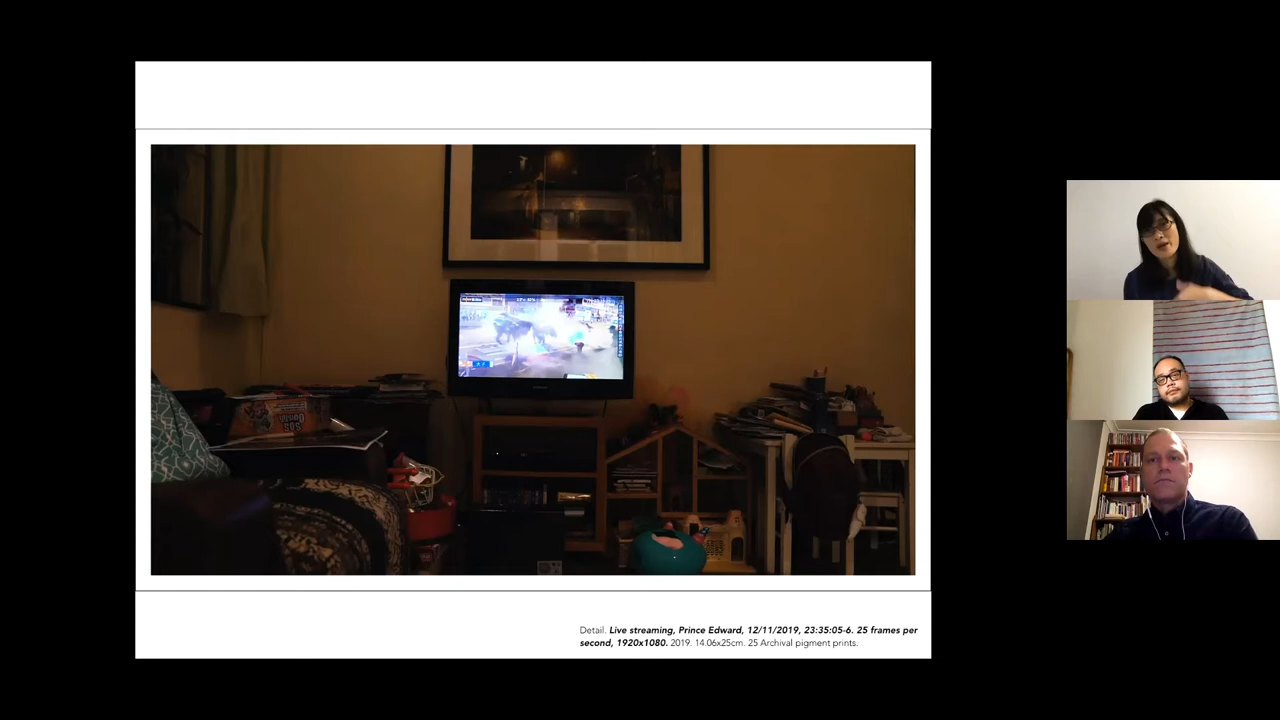 Detail. Live streaming, Prince Edward, 12/11/2019, 23:35:05-6. 25 frames per
second, 1920x1080. 2019. 14.06x25cm. 25 Archival pigment prints.